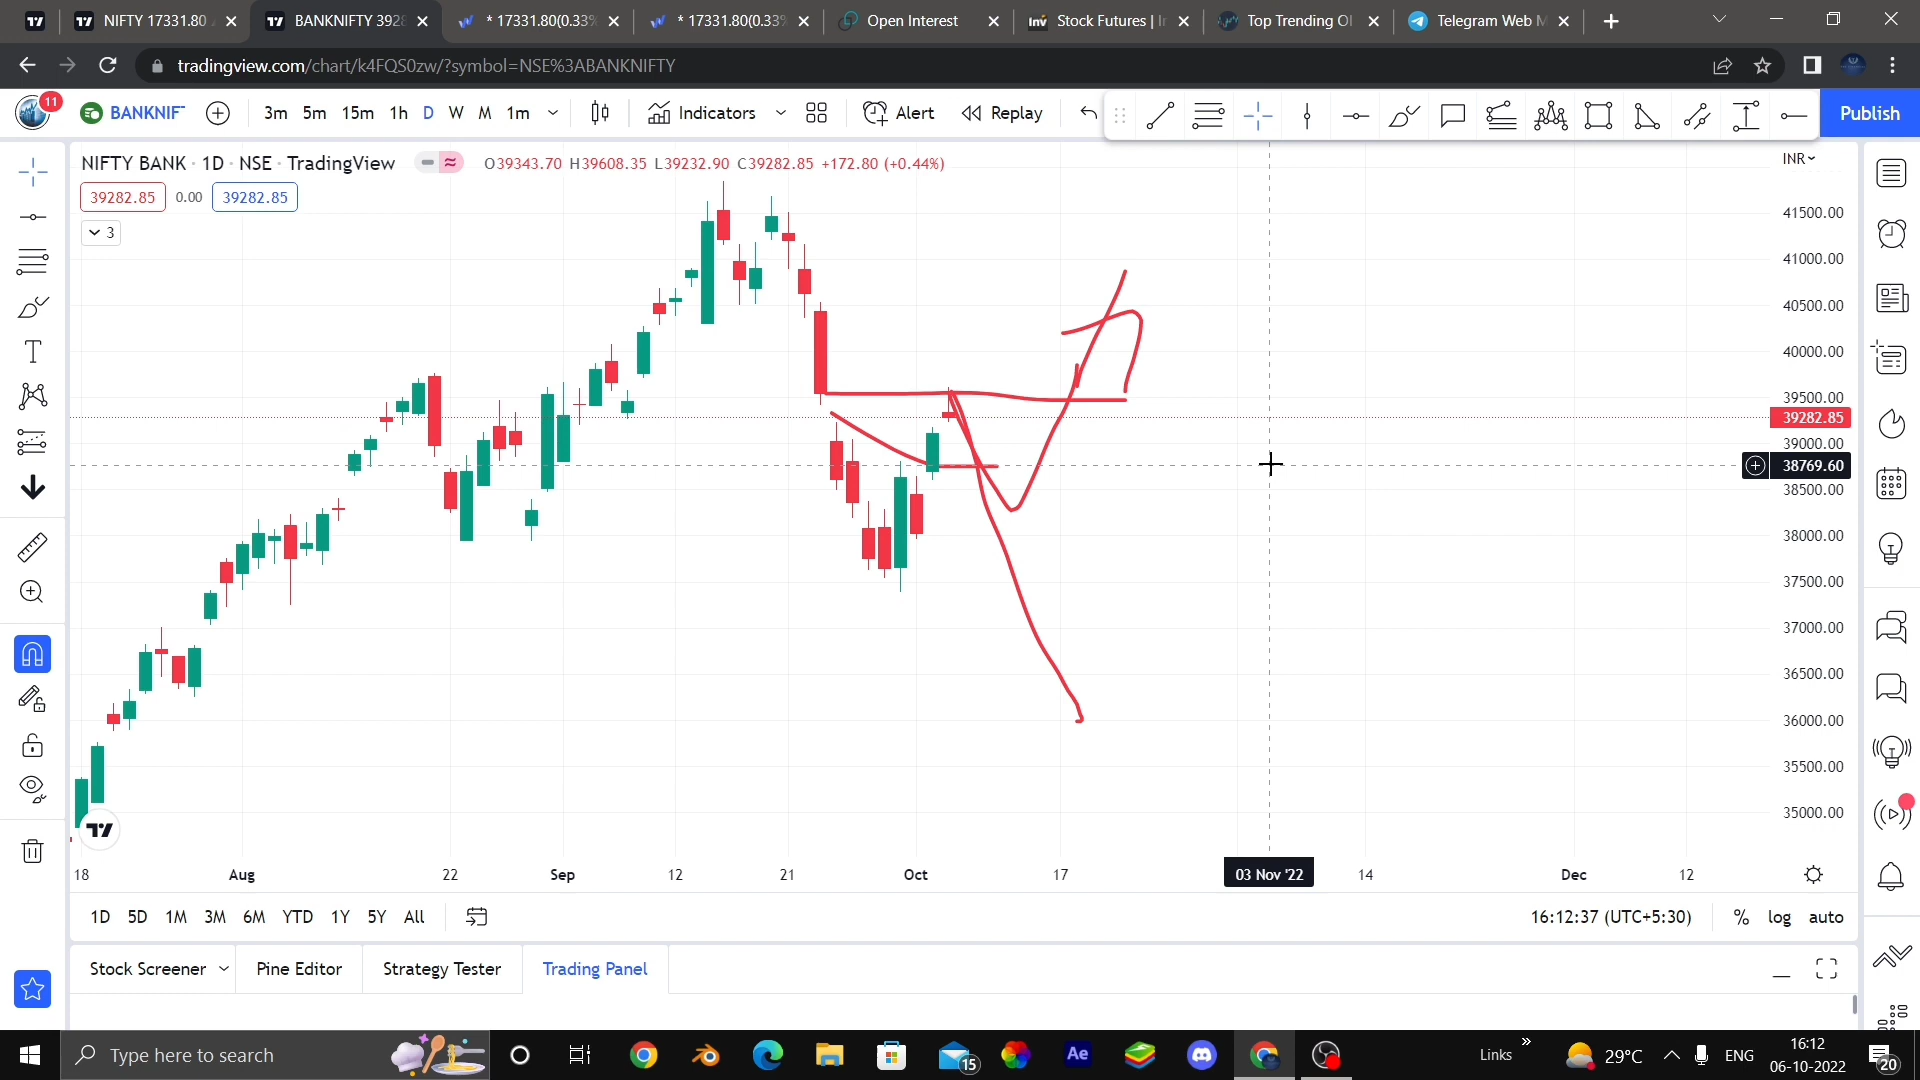 NIFTY 17331.80
BANKNIFTY 3928
* 17331.80(0.33%
* 17331.80(0.33%
Open Interest
Stock Futures | I
Top Trending OI
Telegram Web
tradingview.com/chart/k4FQS0zw/?symbol=NSE%3ABANKNIFTY
11
BANKNIF
3m 5m 15m 1h D W M 1m
Indicators
Alert
Replay
Publish
NIFTY BANK · 1D · NSE · TradingView
O39343.70 H39608.35 L39232.90 C39282.85 +172.80 (+0.44%)
INR
39282.85 0.00 39282.85
3
41500.00
41000.00
40500.00
40000.00
39500.00
39282.85
39000.00
38769.60
38500.00
38000.00
37500.00
37000.00
36500.00
36000.00
35500.00
35000.00
18 Aug 22 Sep 12 21 Oct 17 03 Nov '22 14 Dec 12
1D 5D 1M 3M 6M YTD 1Y 5Y All
16:12:37 (UTC+5:30) % log auto
Stock Screener Pine Editor Strategy Tester Trading Panel
Type here to search
15
Ae
Links
29°C
ENG
16:12
06-10-2022
20